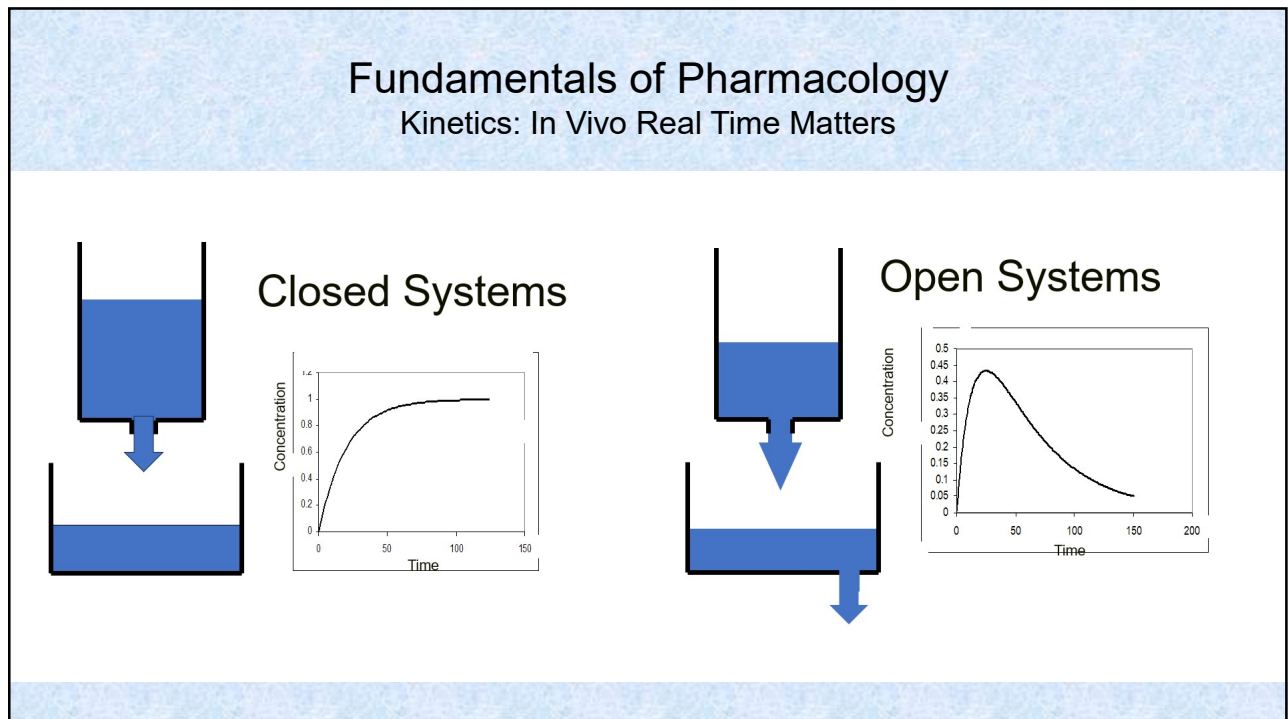 Fundamentals of Pharmacology
Kinetics: In Vivo Real Time Matters
Closed Systems
Concentration
1.2
1
0.8
0.6
0.4
0.2
0
0 50 100 150
Time
Open Systems
Concentration
0.5
0.45
0.4
0.35
0.3
0.25
0.2
0.15
0.1
0.05
0
0 50 100 150 200
Time